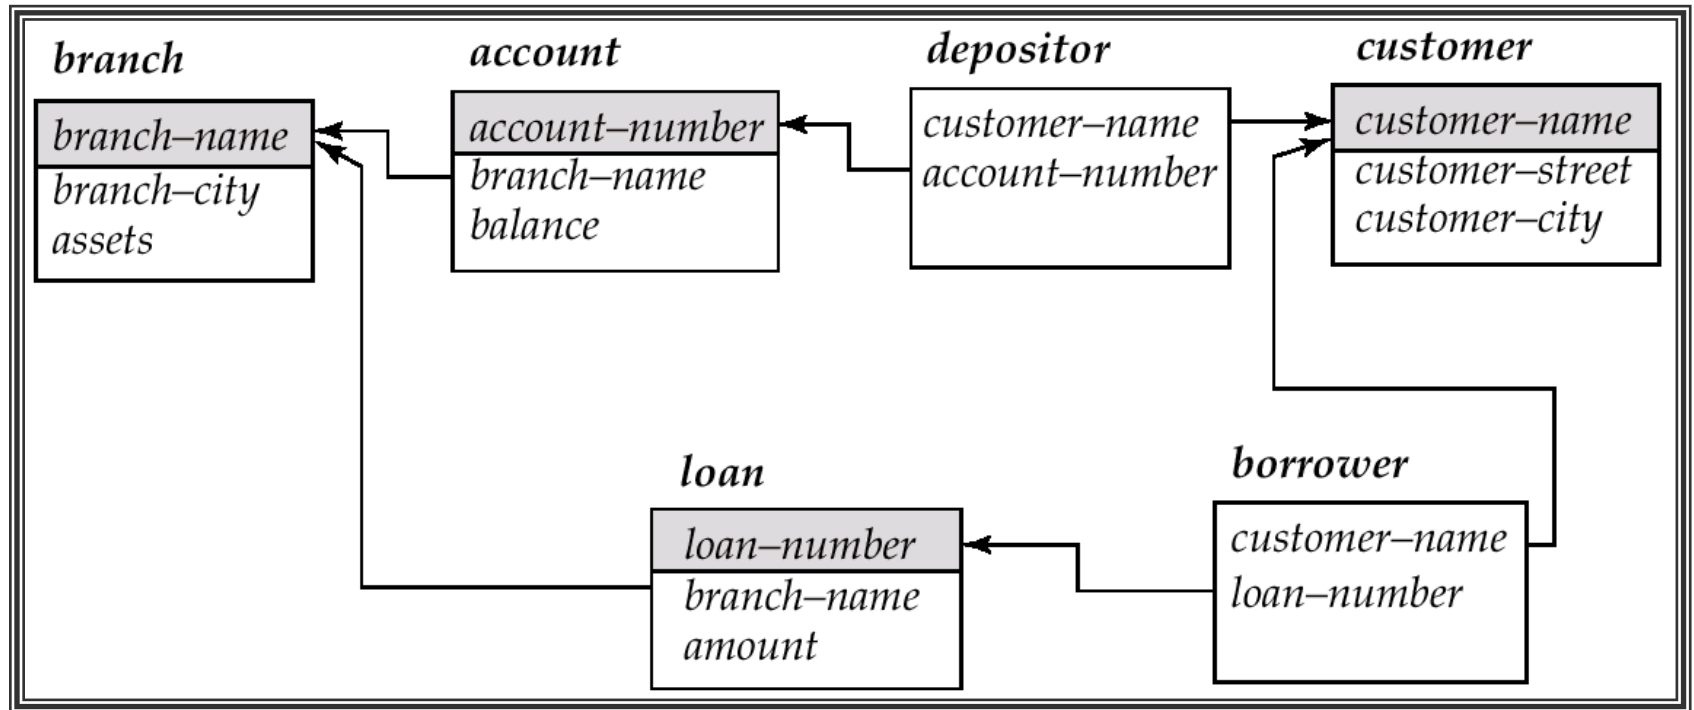 branch
branch–name
branch–city
assets
account
account–number
branch–name
balance
depositor
customer–name
account–number
customer
customer–name
customer–street
customer–city
loan
loan–number
branch–name
amount
borrower
customer–name
loan–number